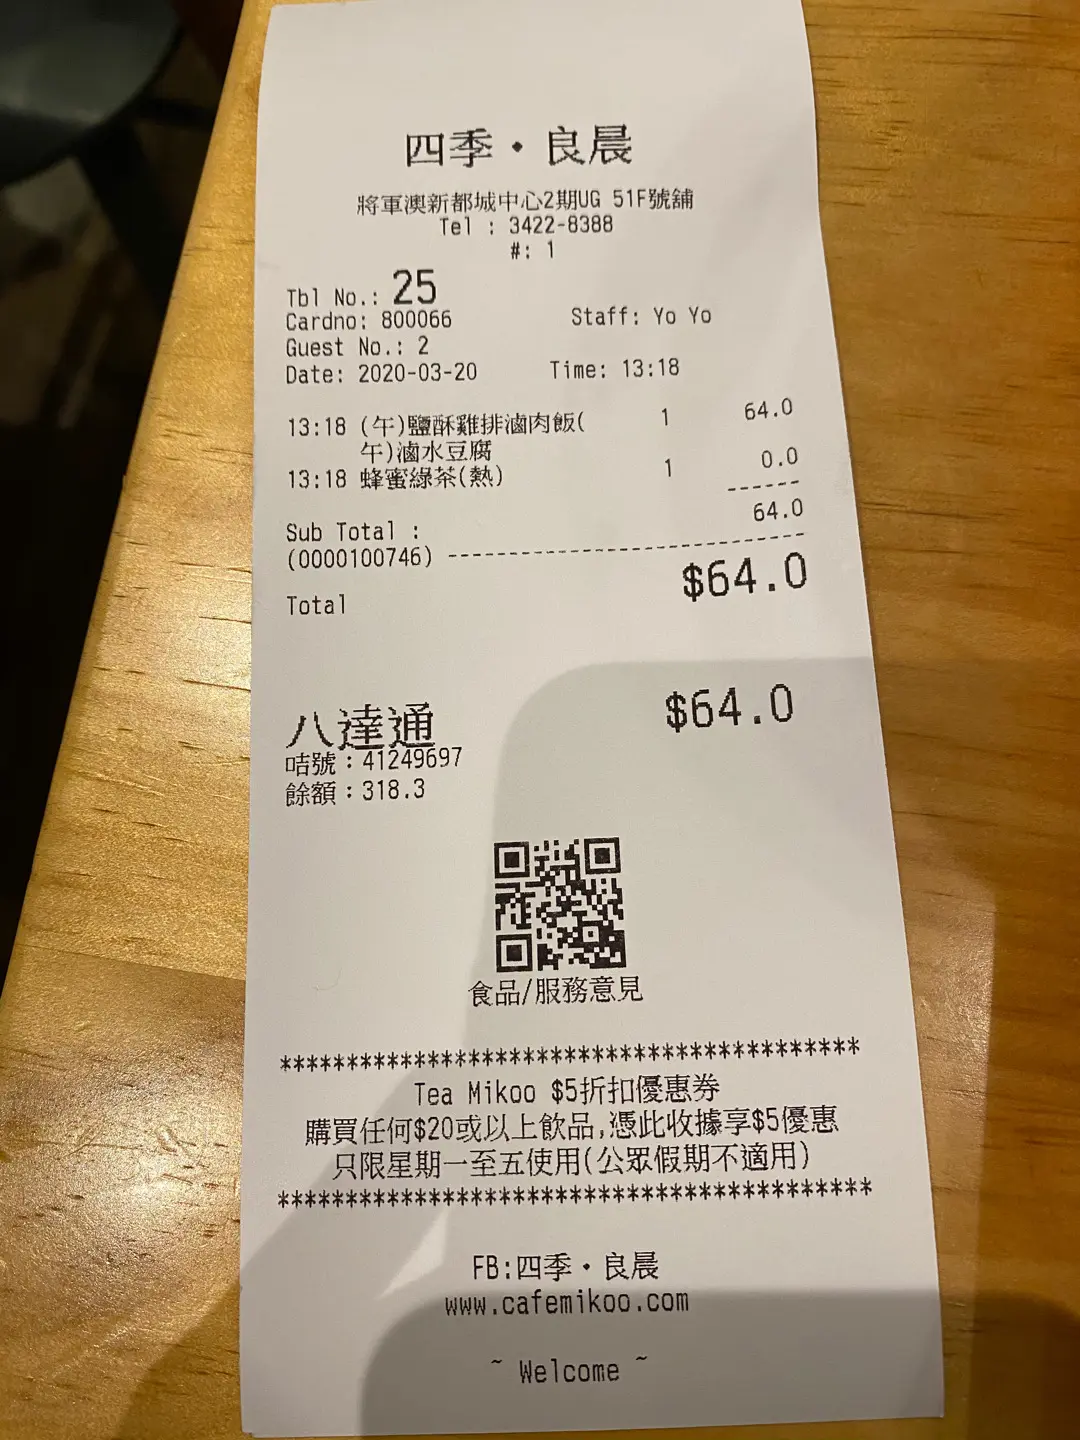 四季・良晨
將軍澳新都城中心2期UG 51F號舖
Tel : 3422-8388
#: 1
Tbl No.: 25
Cardno: 800066 Staff: Yo Yo
Guest No.: 2
Date: 2020-03-20 Time: 13:18
13:18 (午)鹽酥雞排滷肉飯( 1 64.0
午)滷水豆腐
13:18 蜂蜜綠茶(熱) 1 0.0
------
Sub Total : 64.0
(0000100746) ------------------------------
Total $64.0
八達通 $64.0
咭號：41249697
餘額：318.3
食品/服務意見
*******************************************
Tea Mikoo $5折扣優惠券
購買任何$20或以上飲品,憑此收據享$5優惠
只限星期一至五使用(公眾假期不適用)
*******************************************
FB:四季・良晨
www.cafemikoo.com
~ Welcome ~